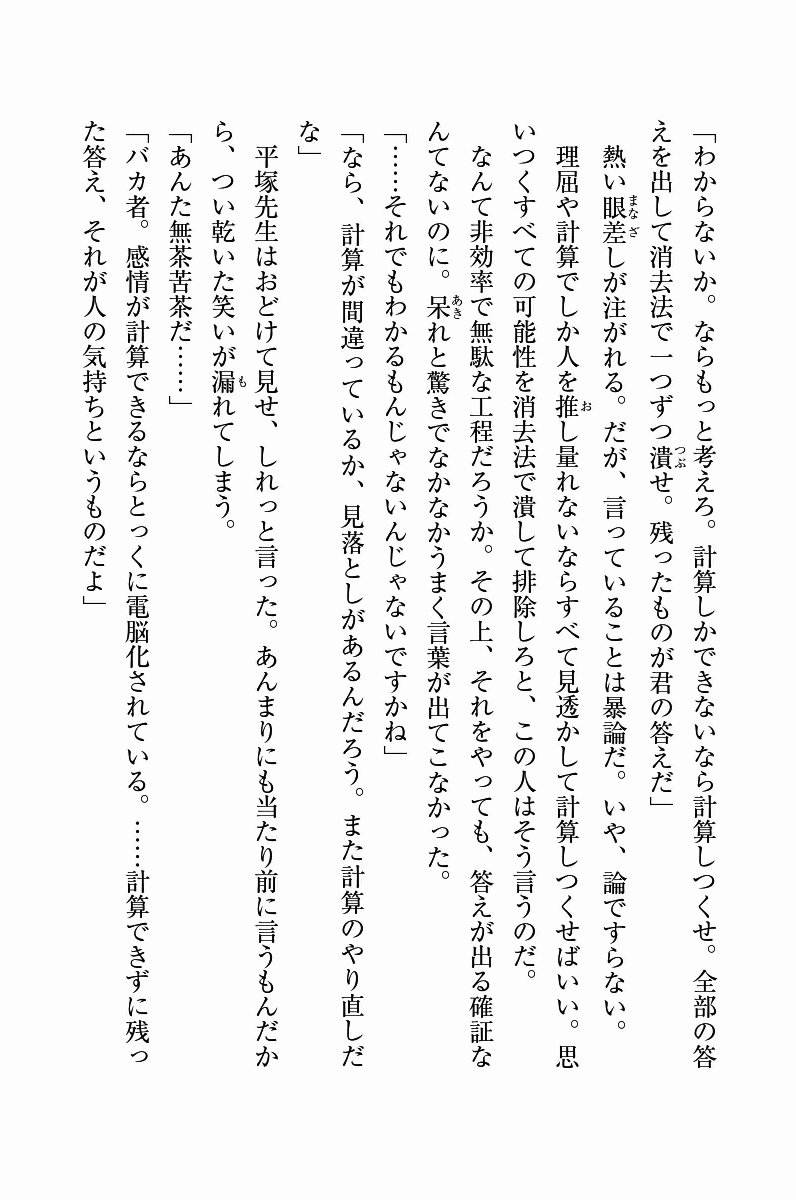 「わからないか。ならもっと考えろ。計算しかできないなら計算しつくせ。全部の答
えを出して消去法で一つずつ潰せ。残ったものが君の答えだ」
　熱い眼差しが注がれる。だが、言っていることは暴論だ。いや、論ですらない。
　理屈や計算でしか人を推し量れないならすべて見透かして計算しつくせばいい。思
いつくすべての可能性を消去法で潰して排除しろと、この人はそう言うのだ。
　なんて非効率で無駄な工程だろうか。その上、それをやっても、答えが出る確証な
んてないのに。呆れと驚きでなかなかうまく言葉が出てこなかった。
「……それでもわかるもんじゃないんじゃないですかね」
「なら、計算が間違っているか、見落としがあるんだろう。また計算のやり直しだ
な」
　平塚先生はおどけて見せ、しれっと言った。あんまりにも当たり前に言うもんだか
ら、つい乾いた笑いが漏れてしまう。
「あんた無茶苦茶だ……」
「バカ者。感情が計算できるならとっくに電脳化されている。……計算できずに残っ
た答え、それが人の気持ちというものだよ」